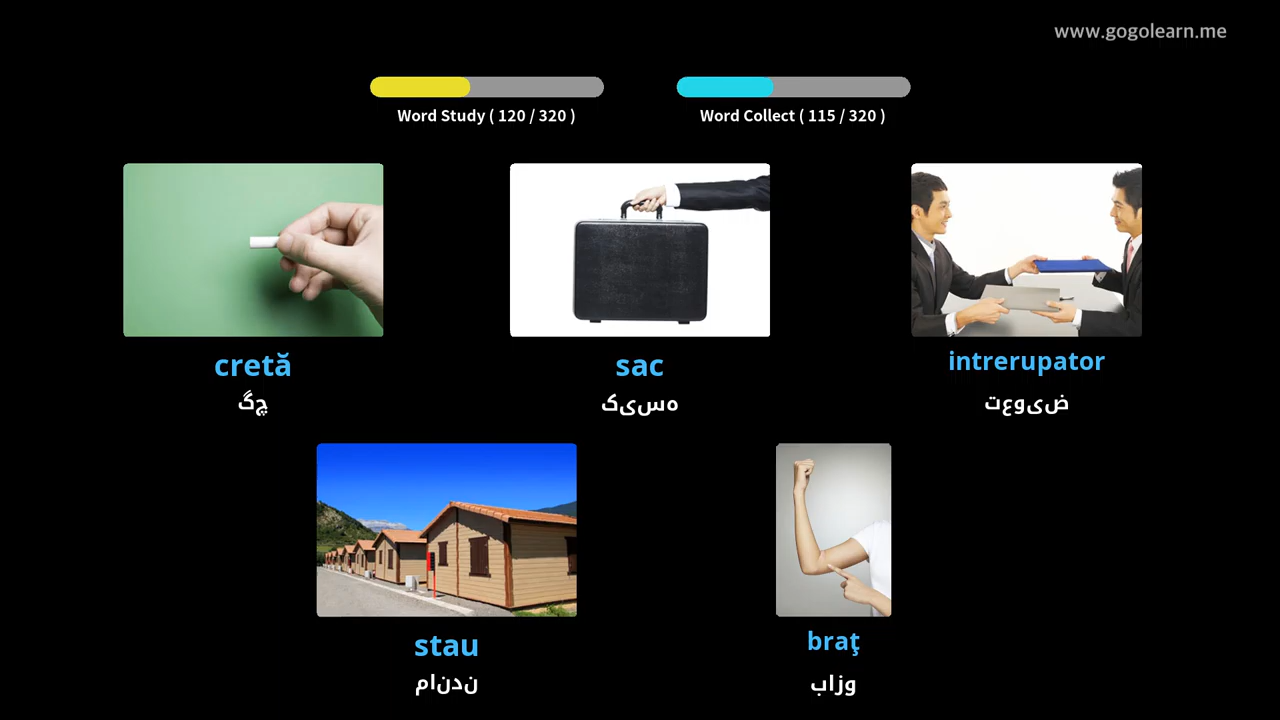 www.gogolearn.me
Word Study ( 120 / 320 )
Word Collect ( 115 / 320 )
cretă
چگ
sac
هسیک
intrerupator
ضیوعت
stau
ندنام
braţ
وزاب